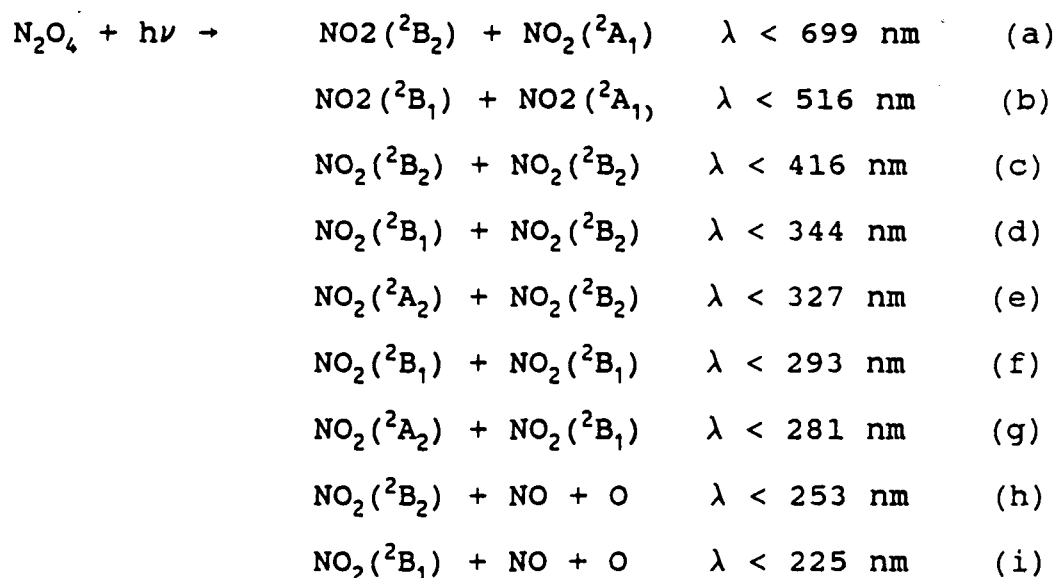 N₂O₄ + hν → NO2(²B₂) + NO₂(²A₁) λ < 699 nm (a)
NO2(²B₁) + NO2(²A₁, λ < 516 nm (b)
NO₂(²B₂) + NO₂(²B₂) λ < 416 nm (c)
NO₂(²B₁) + NO₂(²B₂) λ < 344 nm (d)
NO₂(²A₂) + NO₂(²B₂) λ < 327 nm (e)
NO₂(²B₁) + NO₂(²B₁) λ < 293 nm (f)
NO₂(²A₂) + NO₂(²B₁) λ < 281 nm (g)
NO₂(²B₂) + NO + O λ < 253 nm (h)
NO₂(²B₁) + NO + O λ < 225 nm (i)